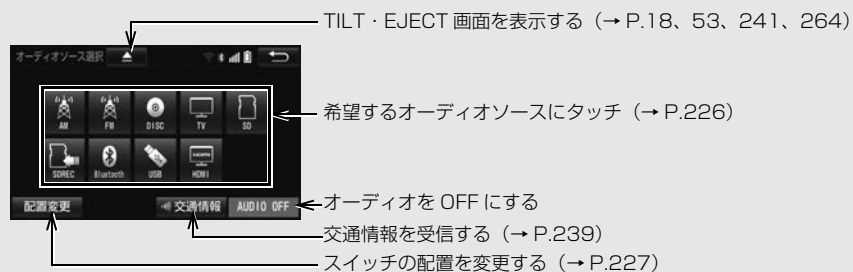 TILT・EJECT 画面を表示する（→ P.18、53、241、264）
オーディオソース選択
AM FM DISC TV SD
希望するオーディオソースにタッチ（→ P.226）
SDREC Bluetooth USB HDMI
配置変更 交通情報 AUDIO OFF
オーディオを OFF にする
交通情報を受信する（→ P.239）
スイッチの配置を変更する（→ P.227）